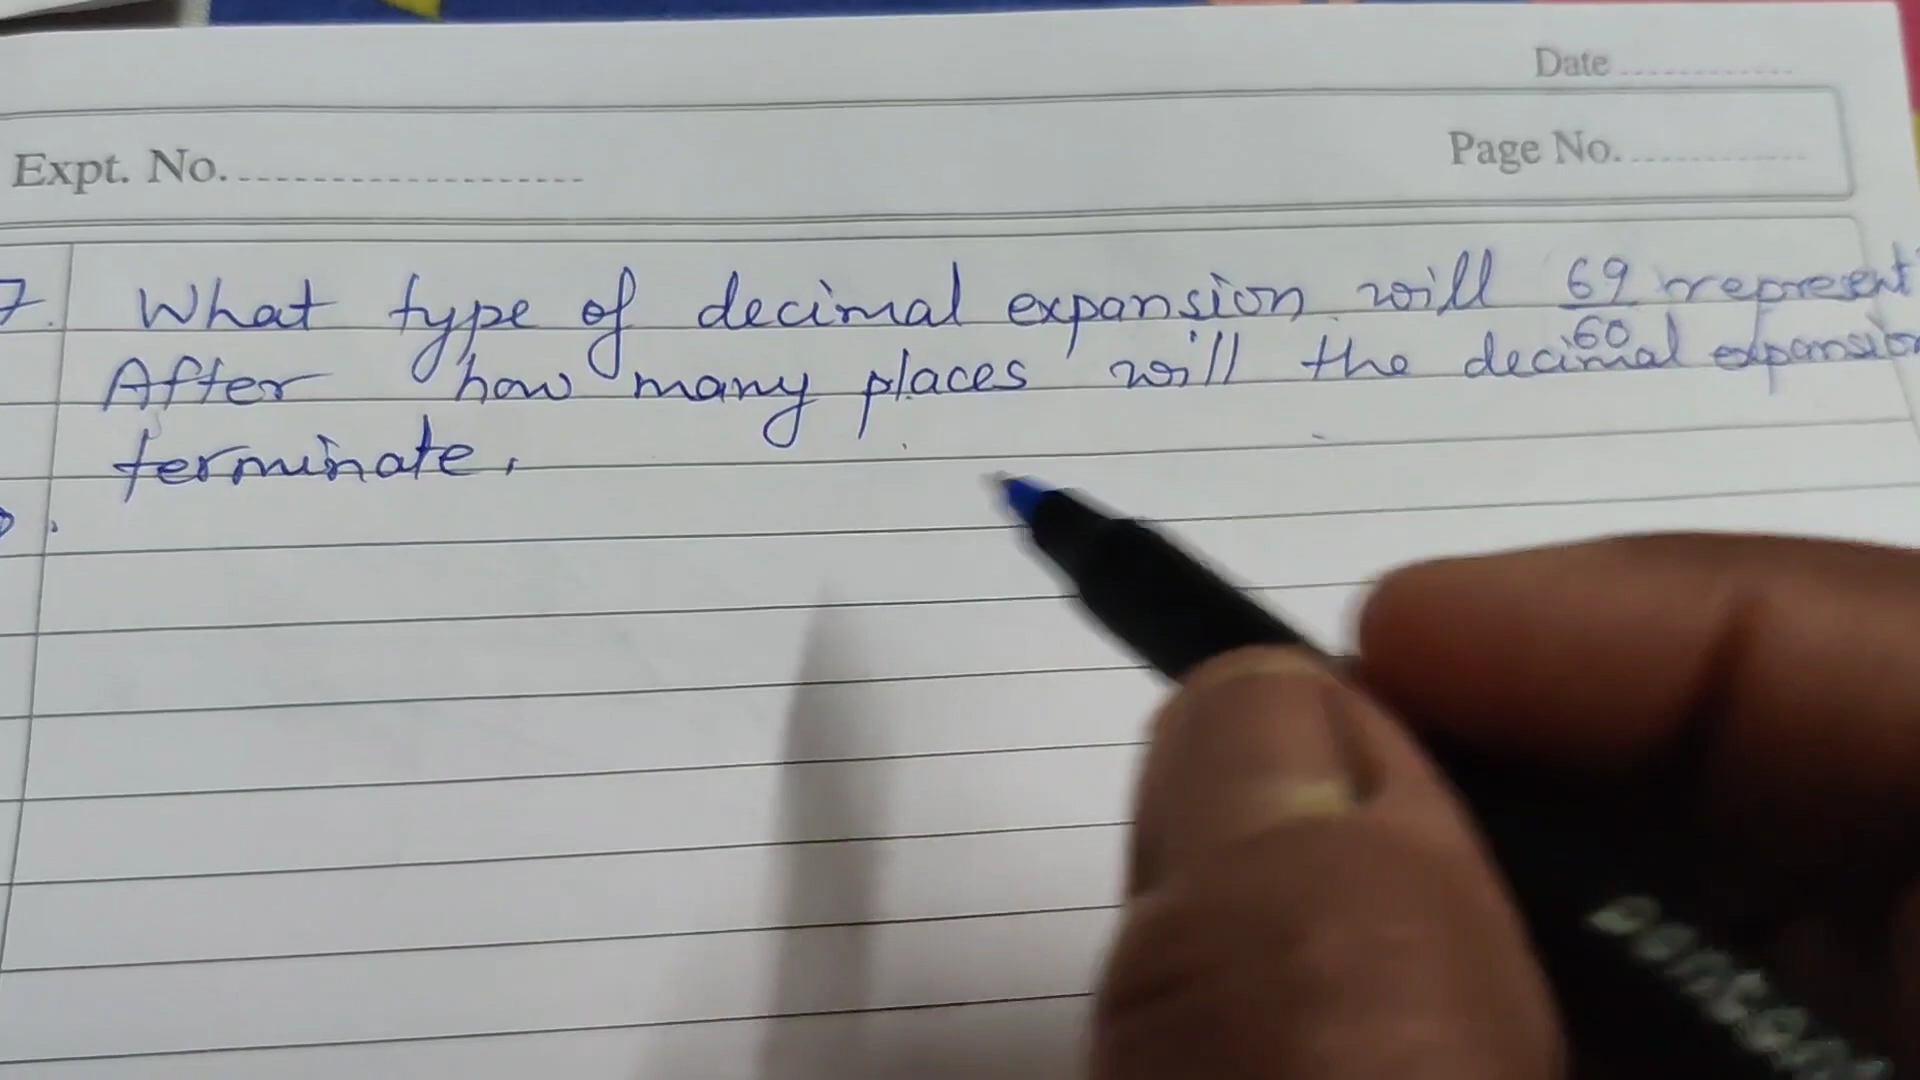 Date
Expt. No.
Page No.
7. What type of decimal expansion will 69/60 represent
After how many places will the decimal expansion
terminate.